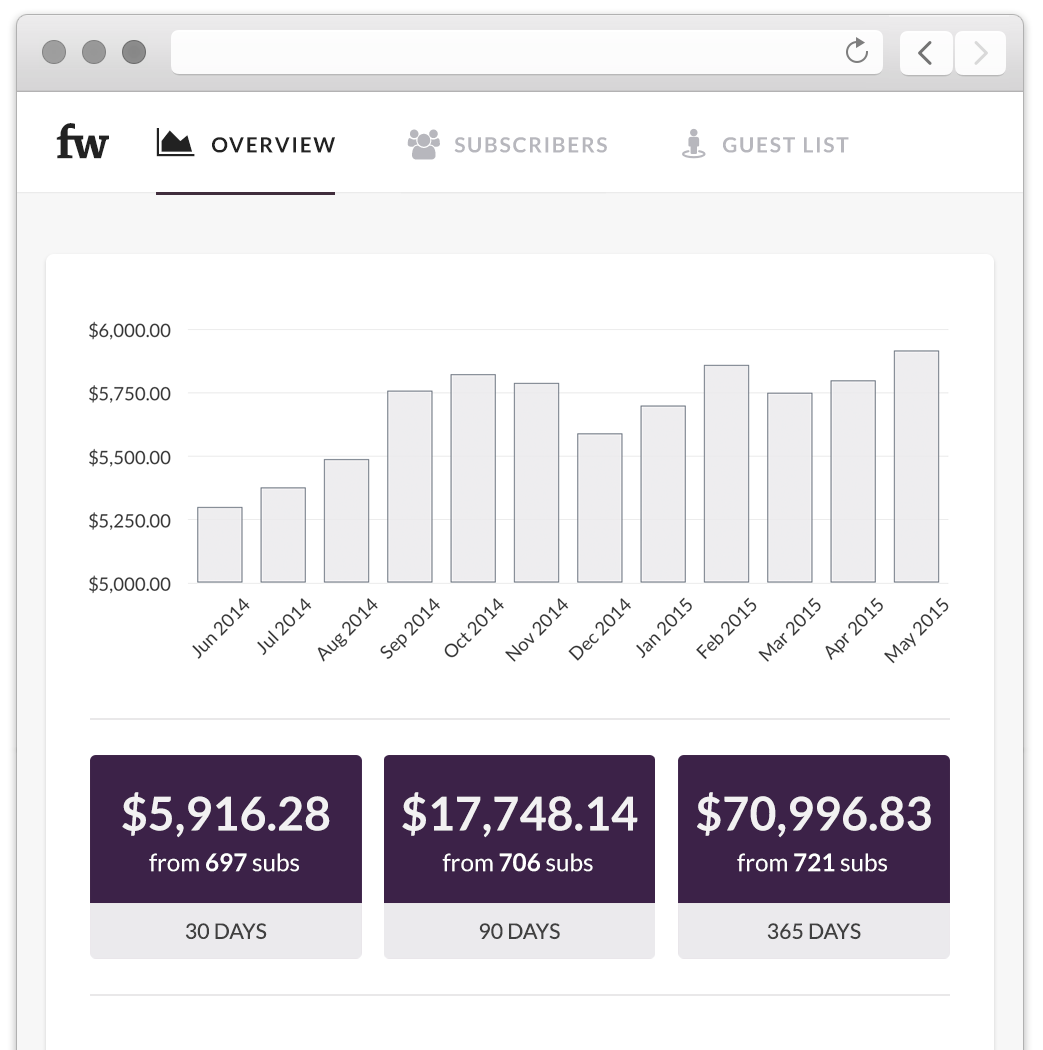 fw OVERVIEW SUBSCRIBERS GUEST LIST
$6,000.00
$5,750.00
$5,500.00
$5,250.00
$5,000.00
Jun 2014 Jul 2014 Aug 2014 Sep 2014 Oct 2014 Nov 2014 Dec 2014 Jan 2015 Feb 2015 Mar 2015 Apr 2015 May 2015
$5,916.28
from 697 subs
30 DAYS
$17,748.14
from 706 subs
90 DAYS
$70,996.83
from 721 subs
365 DAYS